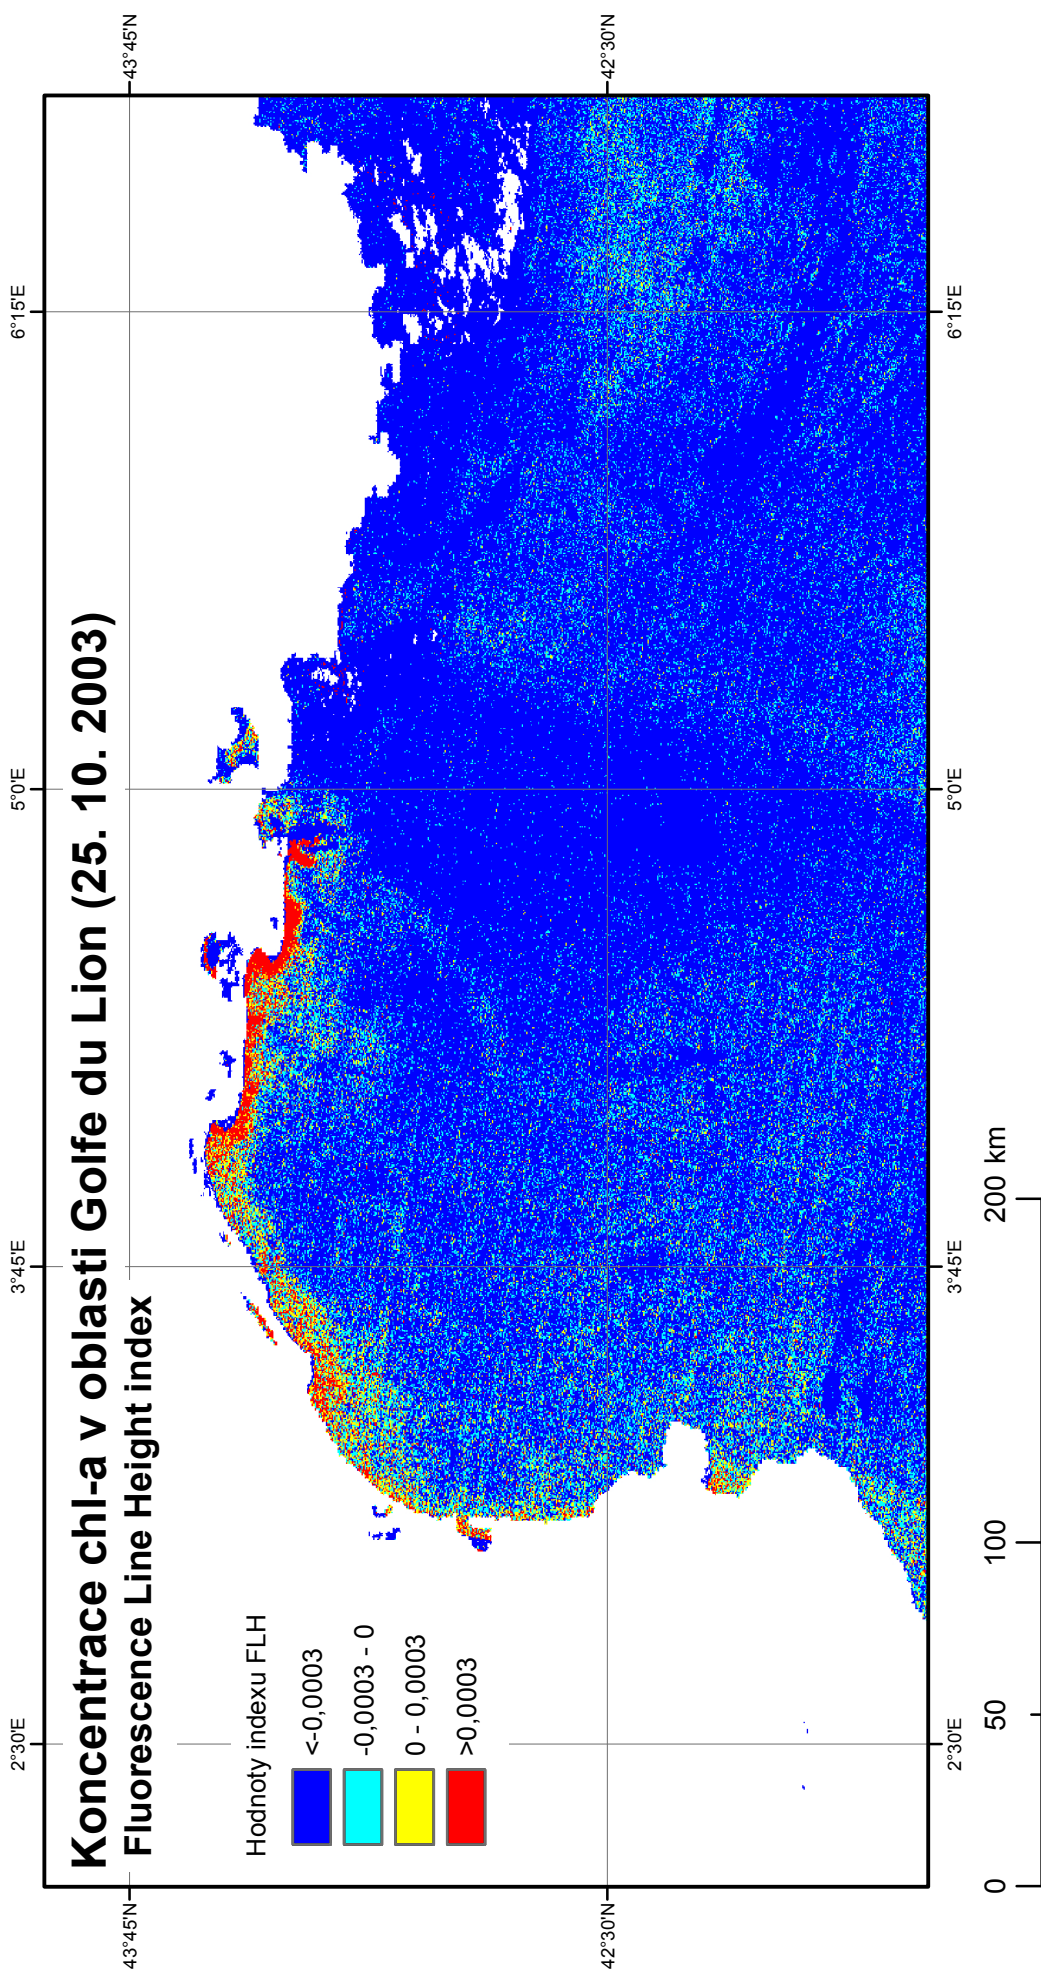 Koncentrace chl-a v oblasti Golfe du Lion (25. 10. 2003)
Fluorescence Line Height index
2°30'E
3°45'E
5°0'E
6°15'E
43°45'N
43°45'N
42°30'N
42°30'N
Hodnoty indexu FLH
<-0,0003
-0,0003 - 0
0 - 0,0003
>0,0003
2°30'E
3°45'E
5°0'E
6°15'E
0
50
100
200 km